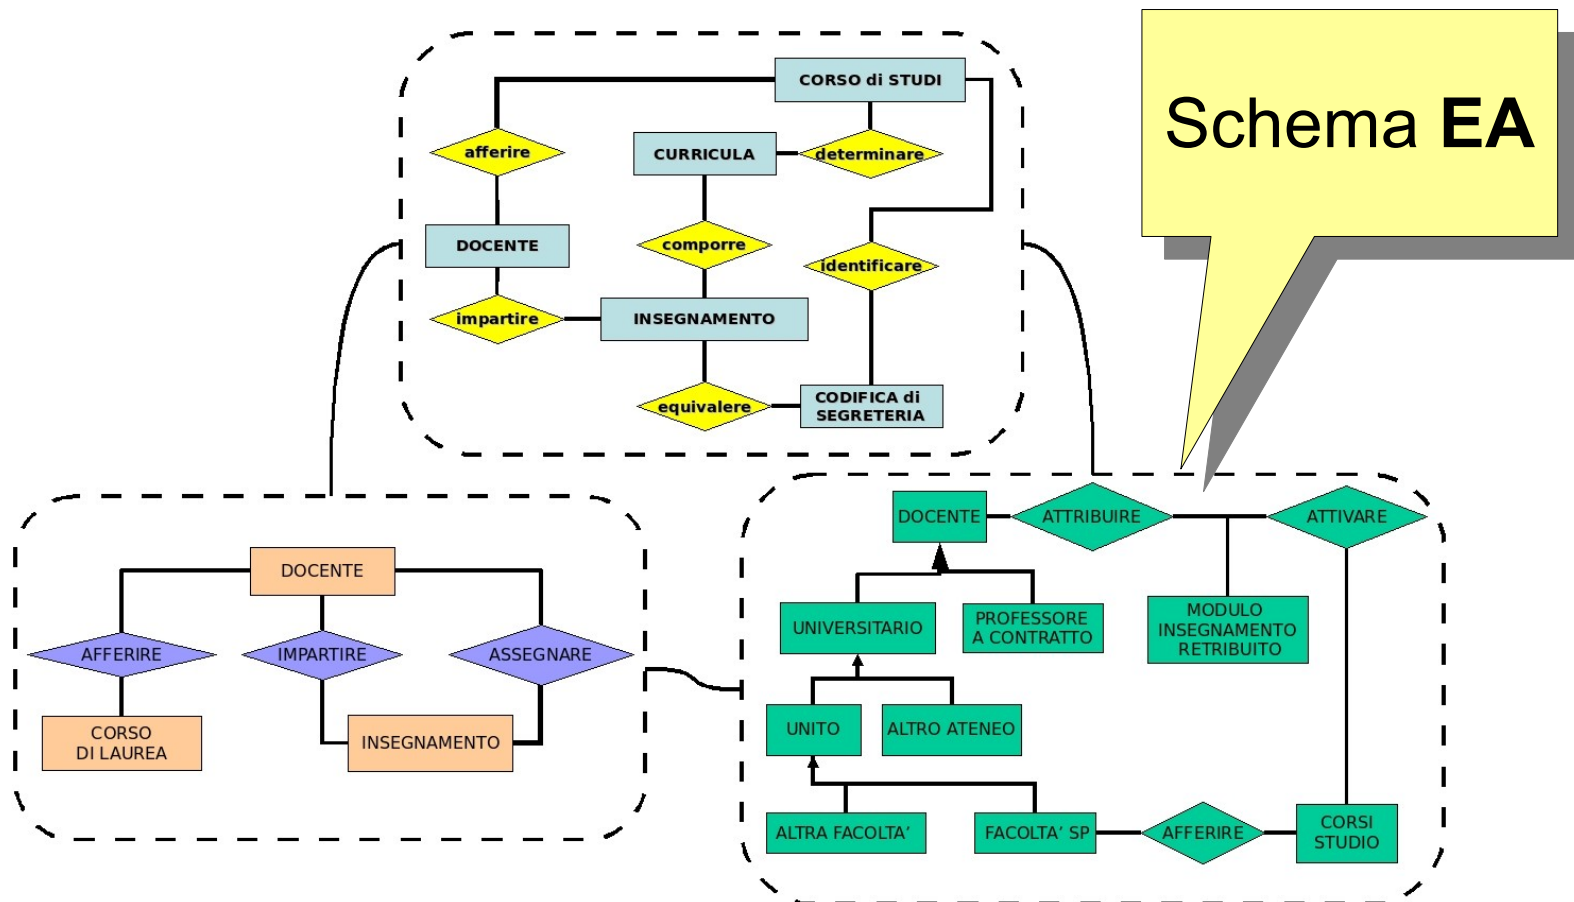 Schema EA
CORSO di STUDI
afferire
CURRICULA
determinare
DOCENTE
comporre
identificare
impartire
INSEGNAMENTO
equivalere
CODIFICA di
SEGRETERIA
DOCENTE
AFFERIRE
IMPARTIRE
ASSEGNARE
CORSO
DI LAUREA
INSEGNAMENTO
DOCENTE
ATTRIBUIRE
ATTIVARE
UNIVERSITARIO
PROFESSORE
A CONTRATTO
MODULO
INSEGNAMENTO
RETRIBUITO
UNITO
ALTRO ATENEO
ALTRA FACOLTA’
FACOLTA’ SP
AFFERIRE
CORSI
STUDIO